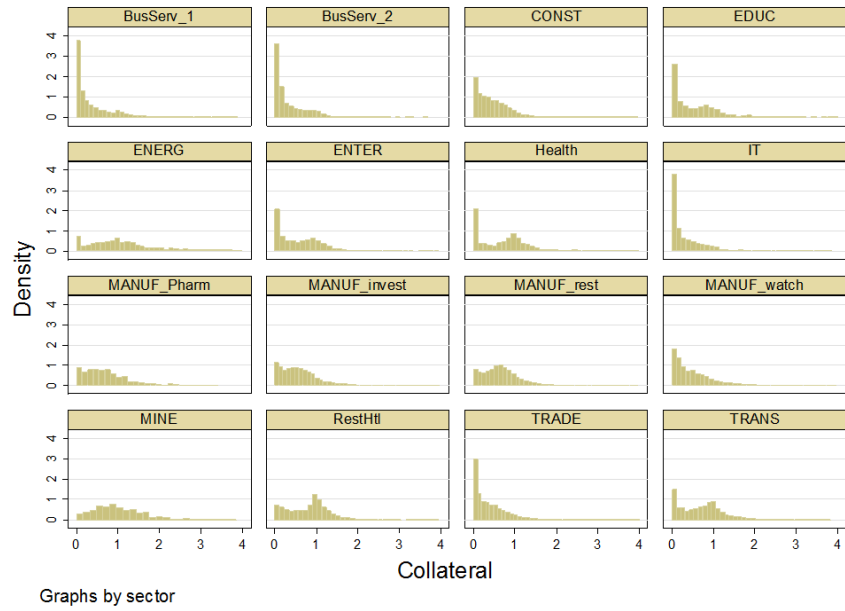 BusServ_1 BusServ_2 CONST EDUC
4
3
2
1
0
ENERG ENTER Health IT
4
3
2
1
0
MANUF_Pharm MANUF_invest MANUF_rest MANUF_watch
4
3
2
1
0
MINE RestHtl TRADE TRANS
4
3
2
1
0
0 1 2 3 4 0 1 2 3 4 0 1 2 3 4 0 1 2 3 4
Density
Collateral
Graphs by sector